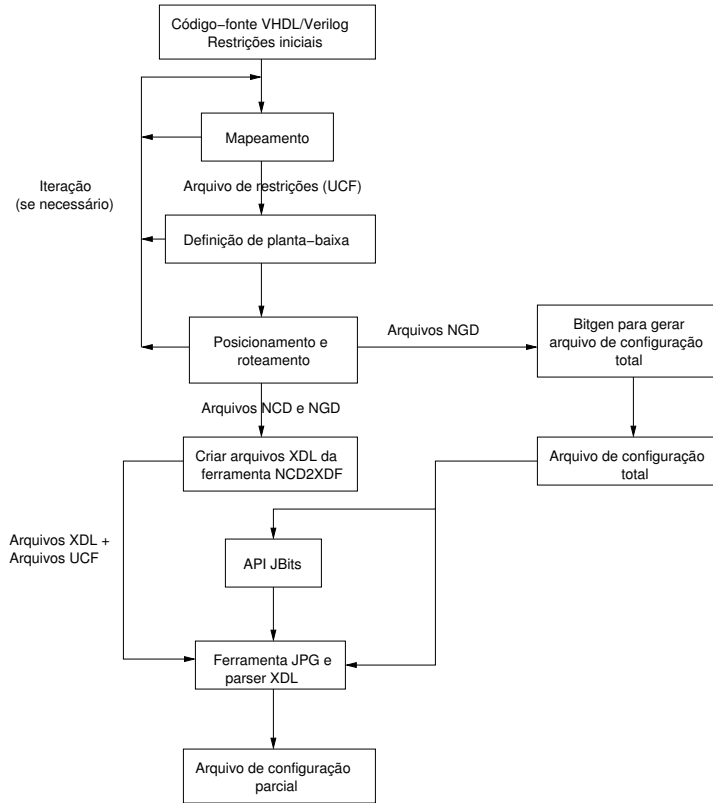 Código-fonte VHDL/Verilog
Restrições iniciais
Mapeamento
Iteração
(se necessário)
Arquivo de restrições (UCF)
Definição de planta-baixa
Posicionamento e
roteamento
Arquivos NGD
Bitgen para gerar
arquivo de configuração
total
Arquivos NCD e NGD
Criar arquivos XDL da
ferramenta NCD2XDF
Arquivo de configuração
total
Arquivos XDL +
Arquivos UCF
API JBits
Ferramenta JPG e
parser XDL
Arquivo de configuração
parcial